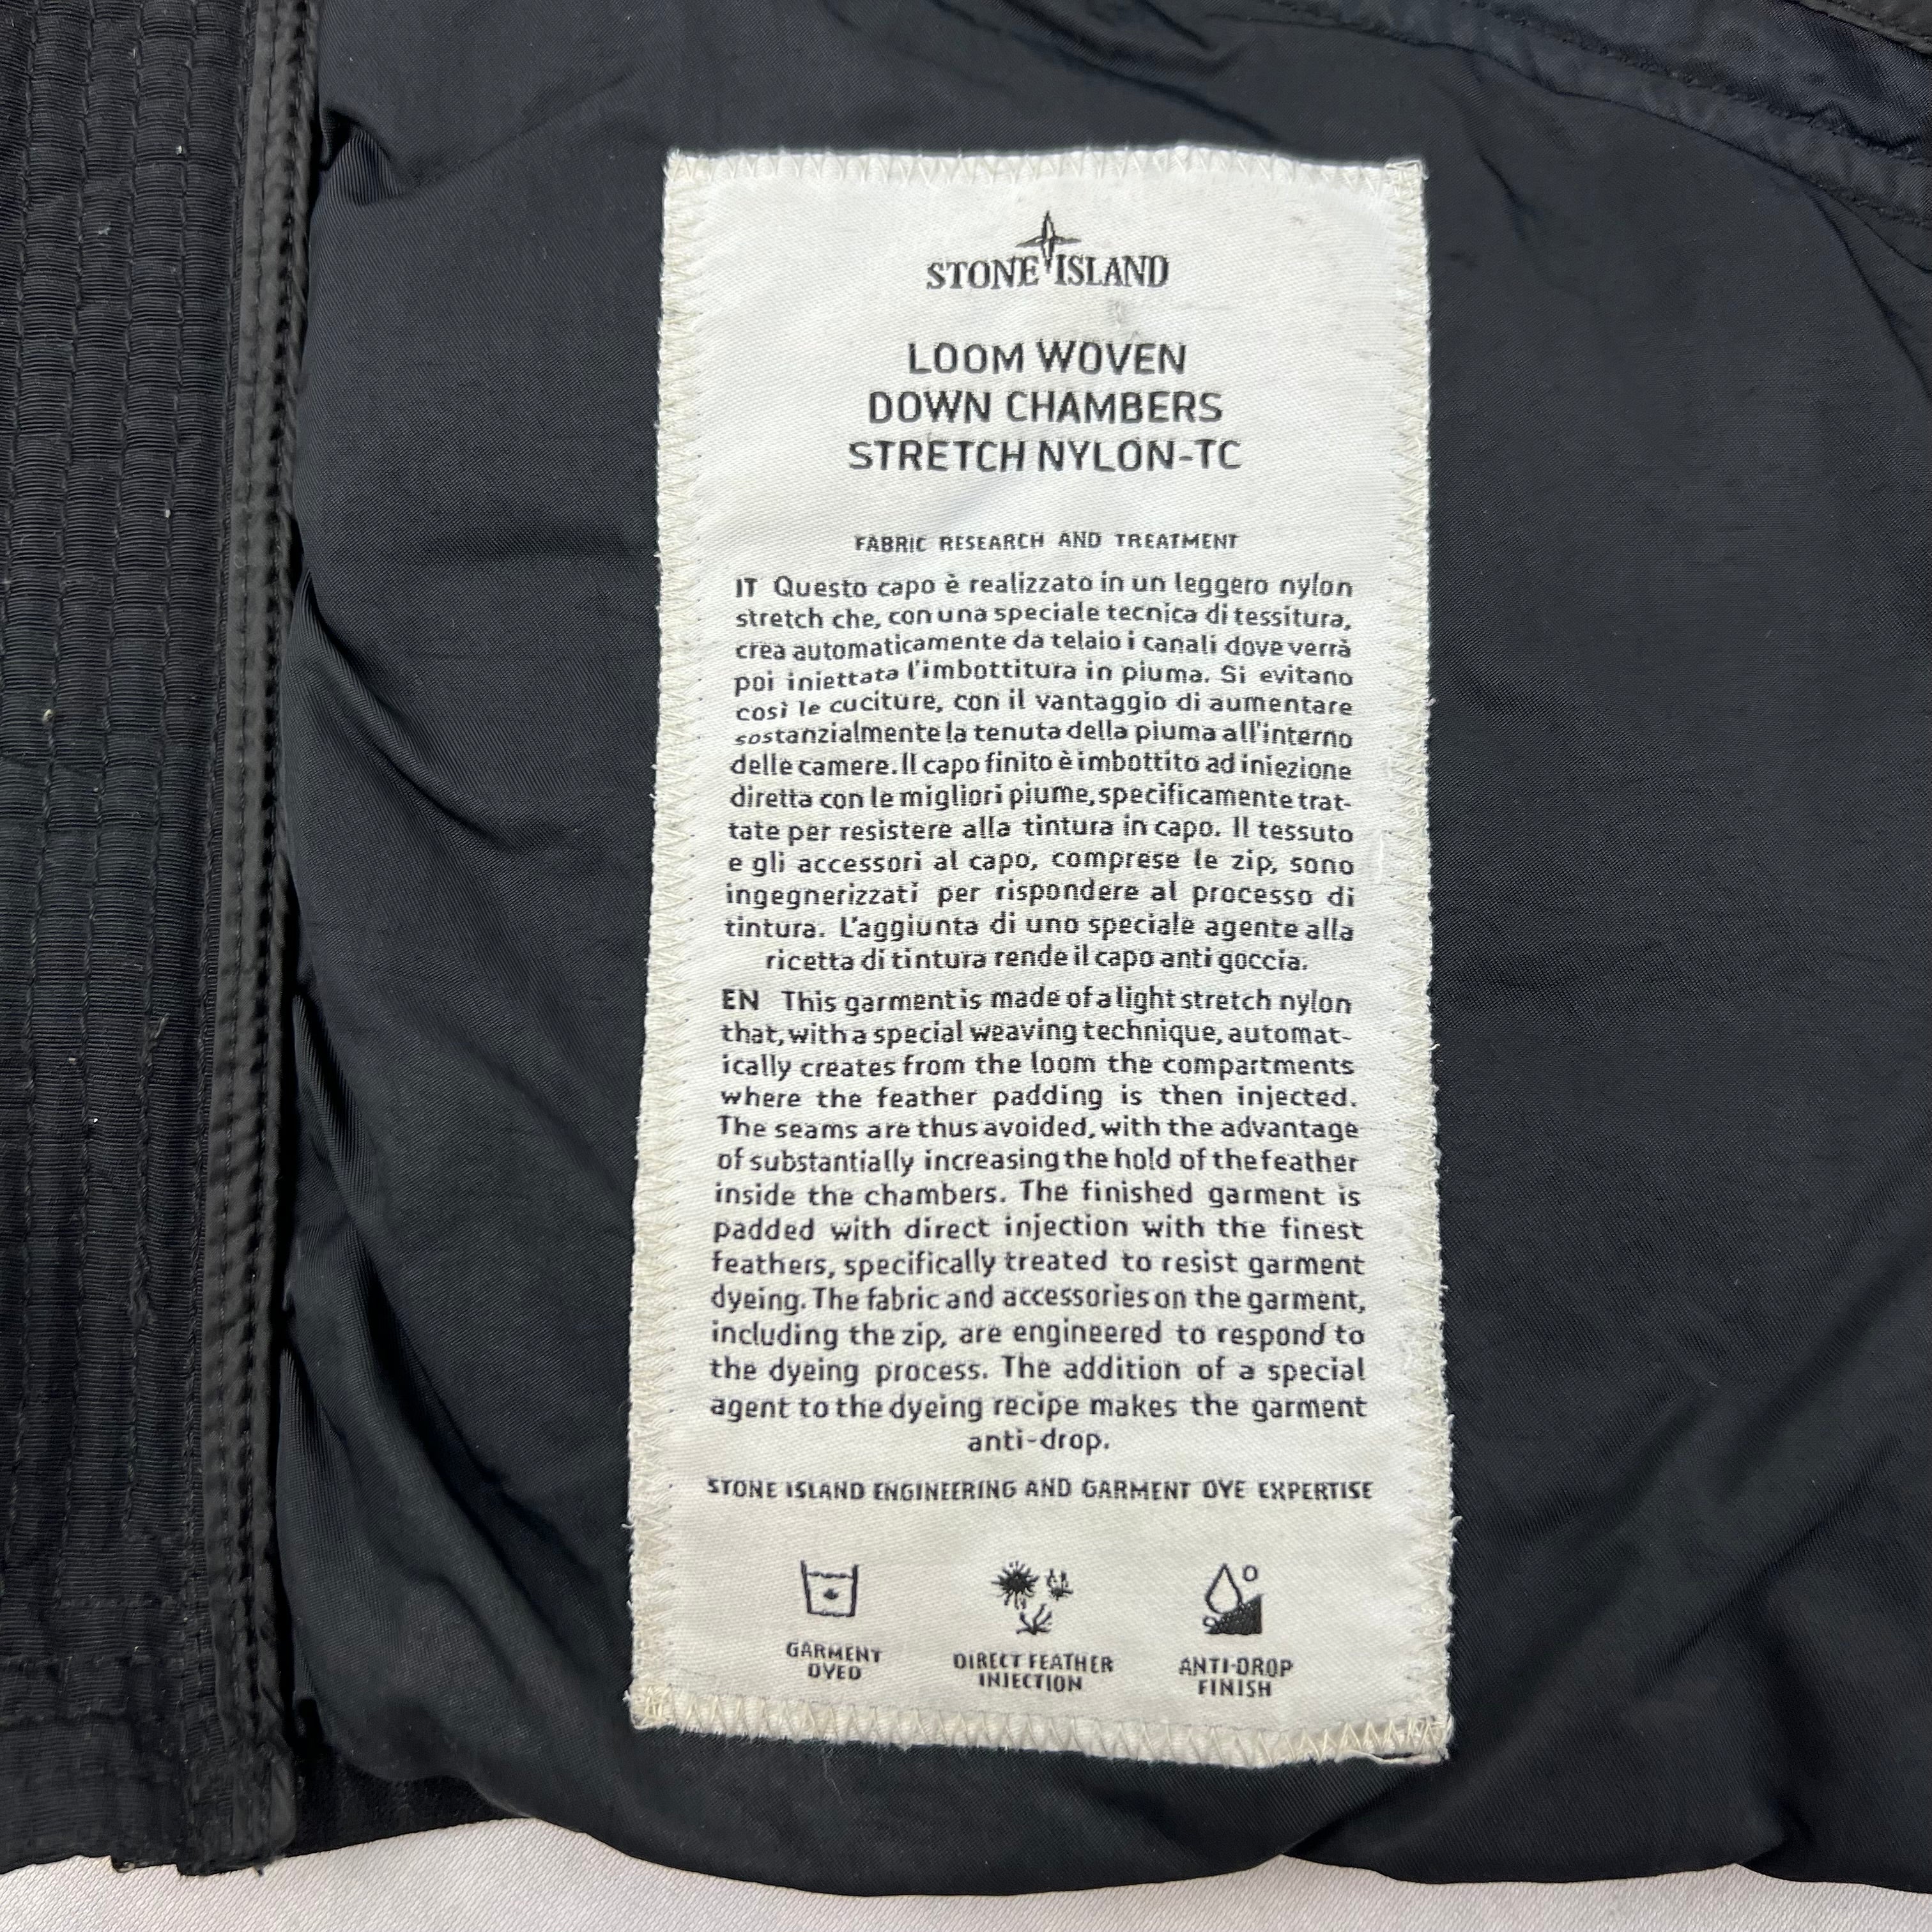 STONE ISLAND
LOOM WOVEN
DOWN CHAMBERS
STRETCH NYLON-TC
FABRIC RESEARCH AND TREATMENT
IT Questo capo è realizzato in un leggero nylon
stretch che, con una speciale tecnica di tessitura,
crea automaticamente da telaio i canali dove verrà
poi iniettata l'imbottitura in piuma. Si evitano
così le cuciture, con il vantaggio di aumentare
sostanzialmente la tenuta della piuma all'interno
delle camere. Il capo finito è imbottito ad iniezione
diretta con le migliori piume, specificamente trat-
tate per resistere alla tintura in capo. Il tessuto
e gli accessori al capo, comprese le zip, sono
ingegnerizzati per rispondere al processo di
tintura. L'aggiunta di uno speciale agente alla
ricetta di tintura rende il capo anti goccia.
EN This garment is made of a light stretch nylon
that, with a special weaving technique, automat-
ically creates from the loom the compartments
where the feather padding is then injected.
The seams are thus avoided, with the advantage
of substantially increasing the hold of the feather
inside the chambers. The finished garment is
padded with direct injection with the finest
feathers, specifically treated to resist garment
dyeing. The fabric and accessories on the garment,
including the zip, are engineered to respond to
the dyeing process. The addition of a special
agent to the dyeing recipe makes the garment
anti-drop.
STONE ISLAND ENGINEERING AND GARMENT DYE EXPERTISE
GARMENT
DYED
DIRECT FEATHER
INJECTION
ANTI-DROP
FINISH